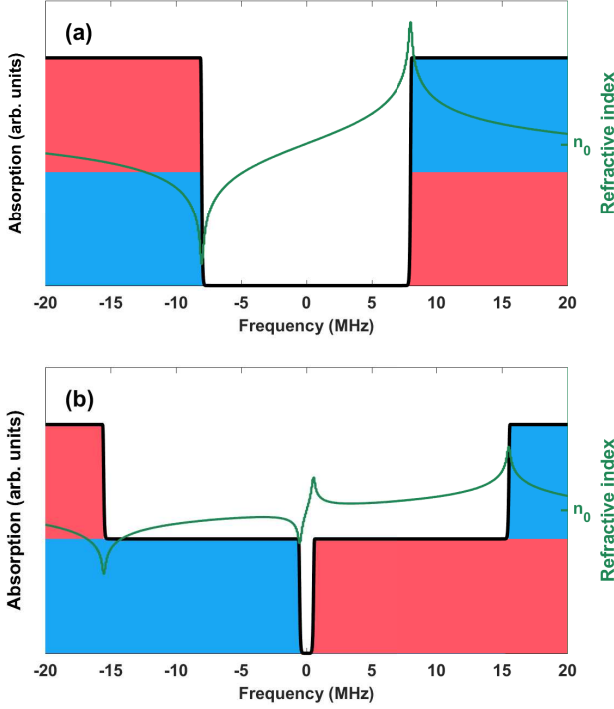 (a)
Absorption (arb. units)
Refractive index
n0
-20 -15 -10 -5 0 5 10 15 20
Frequency (MHz)
(b)
Absorption (arb. units)
Refractive index
n0
-20 -15 -10 -5 0 5 10 15 20
Frequency (MHz)